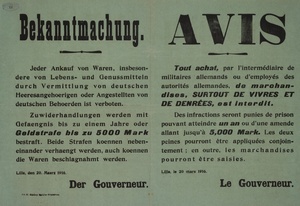 Bekanntmachung.
Jeder Ankauf von Waren, insbeson-
dere von Lebens- und Genussmitteln
durch Vermittlung von deutschen
Heeresangehoerigen oder Angestellten von
deutschen Behoerden ist verboten.
Zuwiderhandlungen werden mit
Gefaengnis bis zu einem Jahr oder
Geldstrafe bis zu 5000 Mark
bestraft. Beide Strafen koennen neben-
einander verhaengt werden, auch koennen
die Waren beschlagnahmt werden.
Lille, den 20. Maerz 1916.
Der Gouverneur.
AVIS
Tout achat, par l'intermédiaire de
militaires allemands ou d'employés des
autorités allemandes, de marchan-
dises, SURTOUT DE VIVRES ET
DE DENRÉES, est interdit.
Des infractions seront punies de prison
pouvant atteindre un an ou d'une amende
allant jusqu'à 5,000 Mark. Les deux
peines pourront être appliquées conjoin-
tement ; en outre, les marchandises
pourront être saisies.
Lille, le 20 mars 1916.
Le Gouverneur.